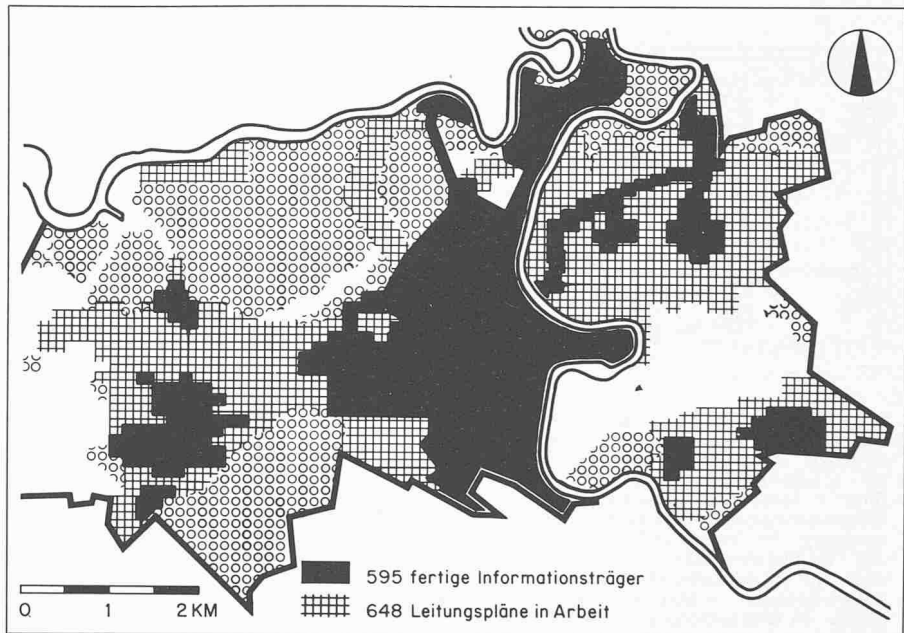 595 fertige Informationsträger
0 1 2 KM
648 Leitungspläne in Arbeit